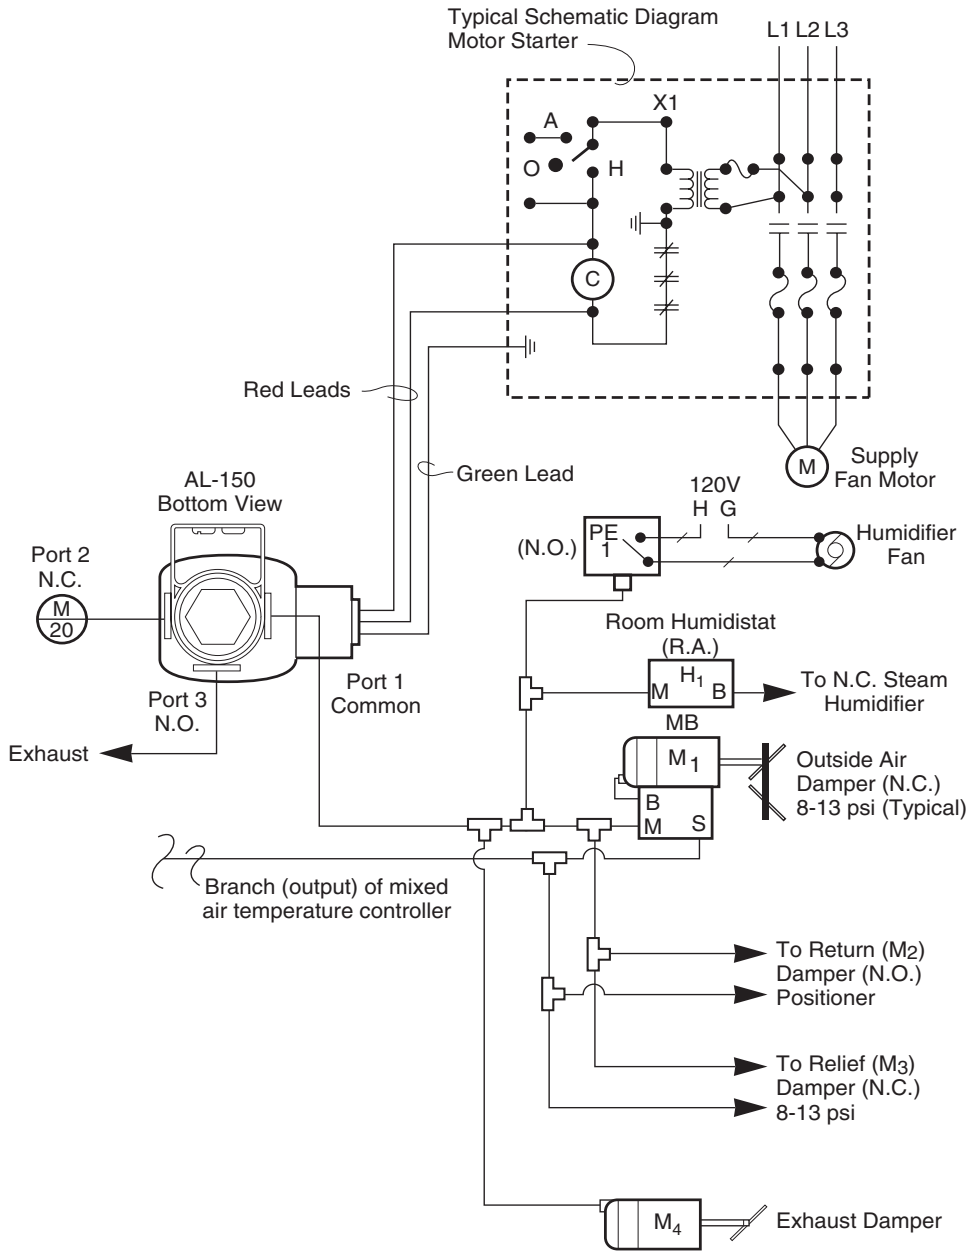 Typical Schematic Diagram
Motor Starter
L1 L2 L3
X1
A
O
H
C
Red Leads
Green Lead
M
Supply
Fan Motor
AL-150
Bottom View
120V
H G
PE
1
(N.O.)
Humidifier
Fan
Port 2
N.C.
M
20
Room Humidistat
(R.A.)
H1
M B
To N.C. Steam
Humidifier
Port 1
Common
Port 3
N.O.
Exhaust
MB
M1
B
M S
Outside Air
Damper (N.C.)
8-13 psi (Typical)
Branch (output) of mixed
air temperature controller
To Return (M2)
Damper (N.O.)
Positioner
To Relief (M3)
Damper (N.C.)
8-13 psi
M4
Exhaust Damper